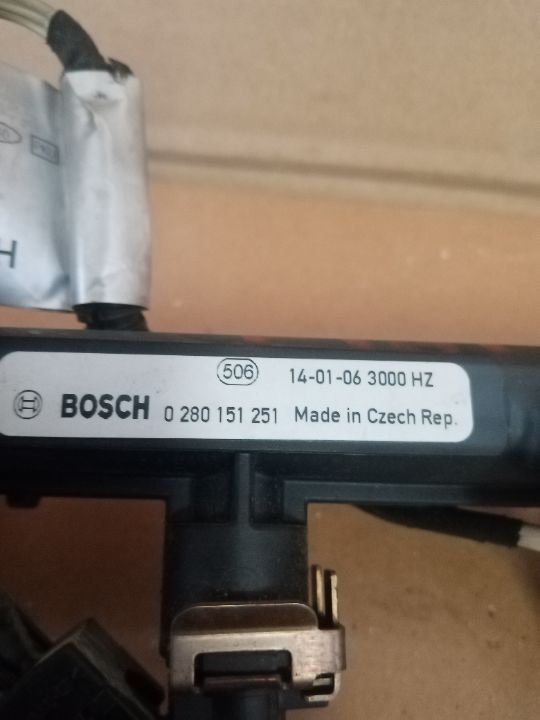 H
506 14-01-06 3000 HZ
BOSCH 0 280 151 251 Made in Czech Rep.